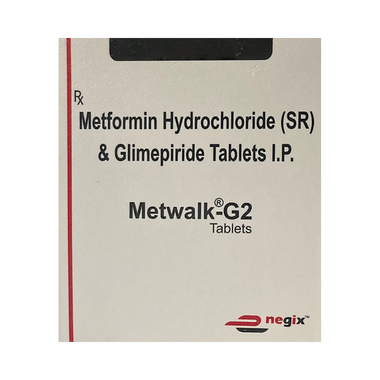 Rx
Metformin Hydrochloride (SR)
& Glimepiride Tablets I.P.
Metwalk®-G2
Tablets
negix™